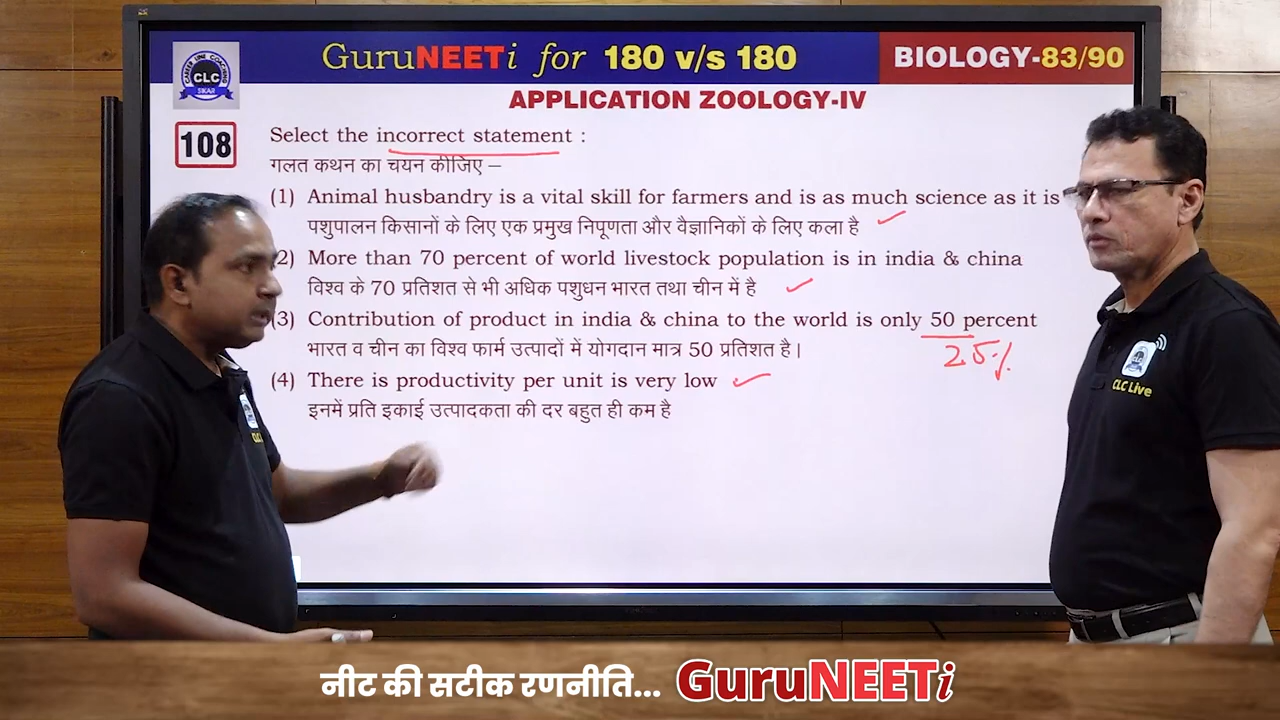 GuruNEETi for 180 v/s 180
BIOLOGY-83/90
CAREER LINE COACHING
CLC
SIKAR
APPLICATION ZOOLOGY-IV
108
Select the incorrect statement :
गलत कथन का चयन कीजिए –
(1) Animal husbandry is a vital skill for farmers and is as much science as it is
पशुपालन किसानों के लिए एक प्रमुख निपूणता और वैज्ञानिकों के लिए कला है
2) More than 70 percent of world livestock population is in india & china
विश्व के 70 प्रतिशत से भी अधिक पशुधन भारत तथा चीन में है
(3) Contribution of product in india & china to the world is only 50 percent
भारत व चीन का विश्व फार्म उत्पादों में योगदान मात्र 50 प्रतिशत है।
25%
(4) There is productivity per unit is very low
इनमें प्रति इकाई उत्पादकता की दर बहुत ही कम है
CLC
CLC Live
नीट की सटीक रणनीति... GuruNEETi